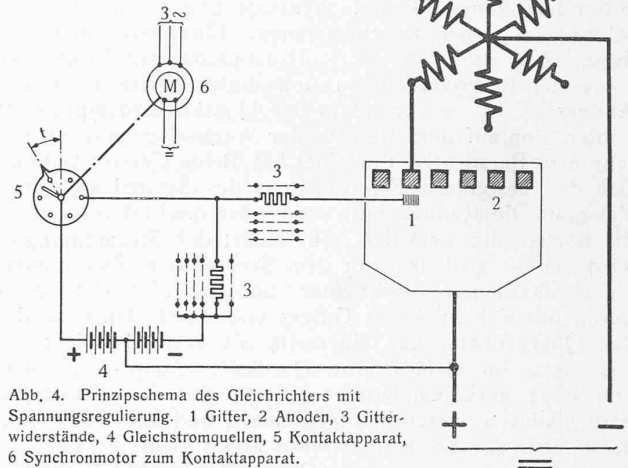 3 ~
M
6
t
5
3
1
2
3
+
-
4
+
-
=
Abb. 4. Prinzipschema des Gleichrichters mit
Spannungsregulierung. 1 Gitter, 2 Anoden, 3 Gitter-
widerstände, 4 Gleichstromquellen, 5 Kontaktapparat,
6 Synchronmotor zum Kontaktapparat.